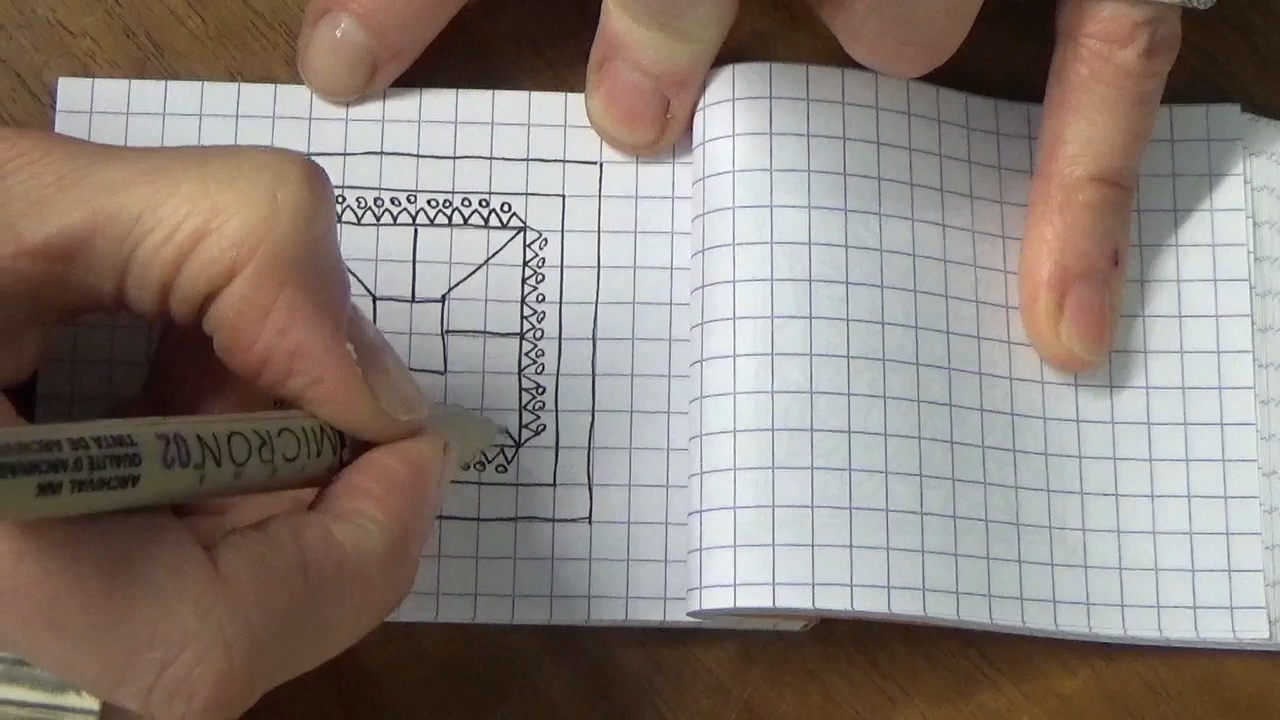 MICRON 02
ARCHIVAL INK
QUALITÉ D'ARCHIVAGE
TINTA DE ARCHIVO